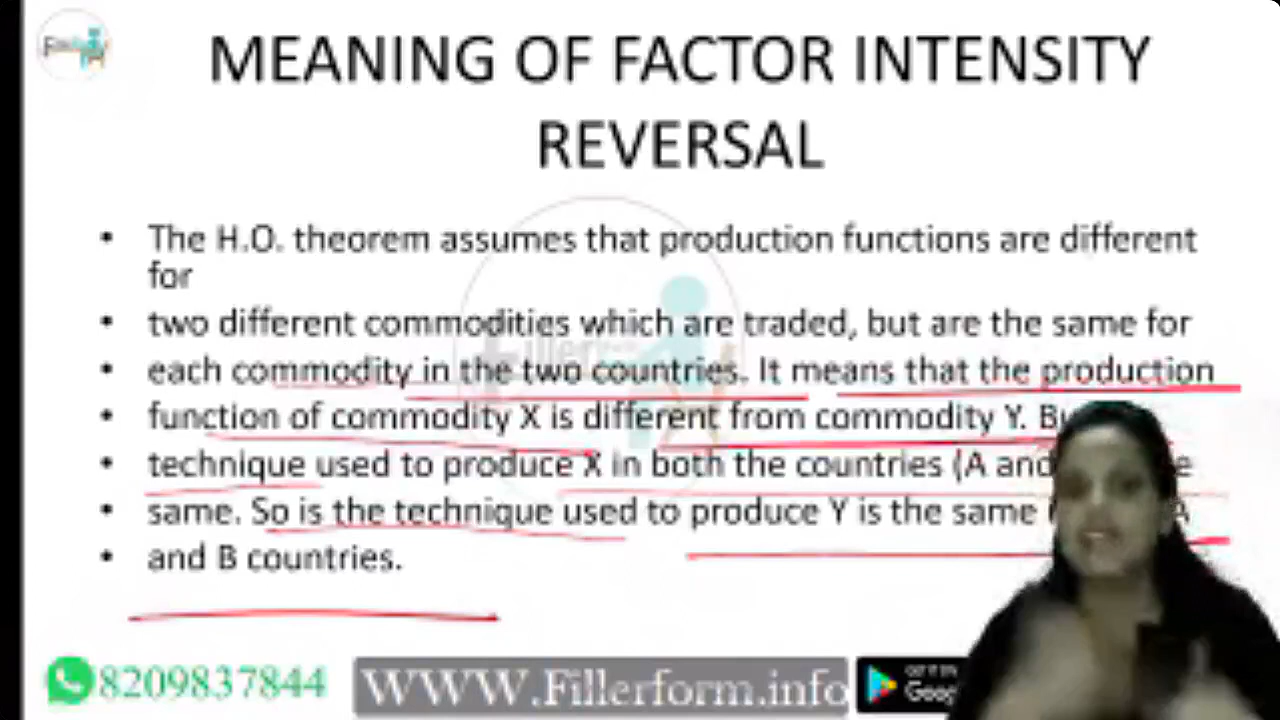 MEANING OF FACTOR INTENSITY
REVERSAL
• The H.O. theorem assumes that production functions are different
for
• two different commodities which are traded, but are the same for
• each commodity in the two countries. It means that the production
• function of commodity X is different from commodity Y.
• technique used to produce X in both the countries (A and
• same. So is the technique used to produce Y is the same
• and B countries.
8209837844
WWW.Fillerform.info
GET IT
Goog